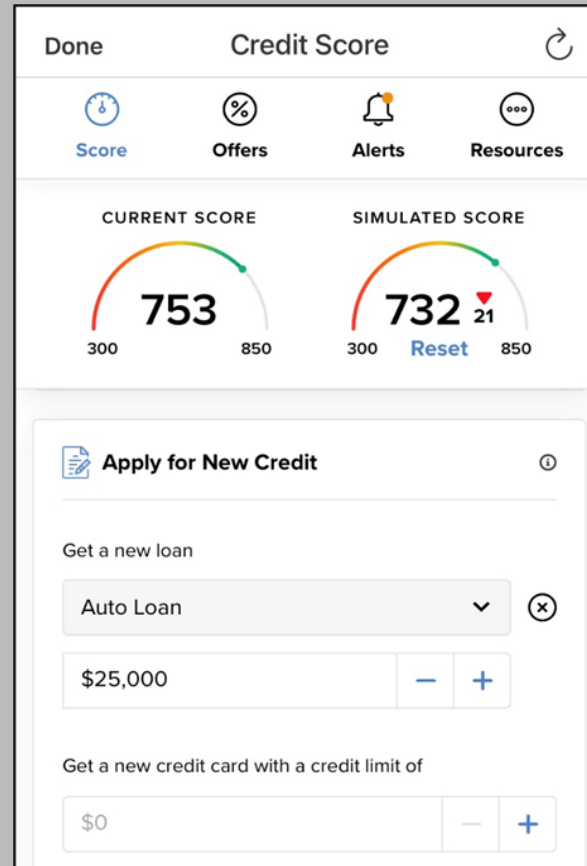 Done Credit Score
Score Offers Alerts Resources
CURRENT SCORE SIMULATED SCORE
753 732 21
300 850 300 Reset 850
Apply for New Credit
Get a new loan
Auto Loan
$25,000 − +
Get a new credit card with a credit limit of
$0 − +